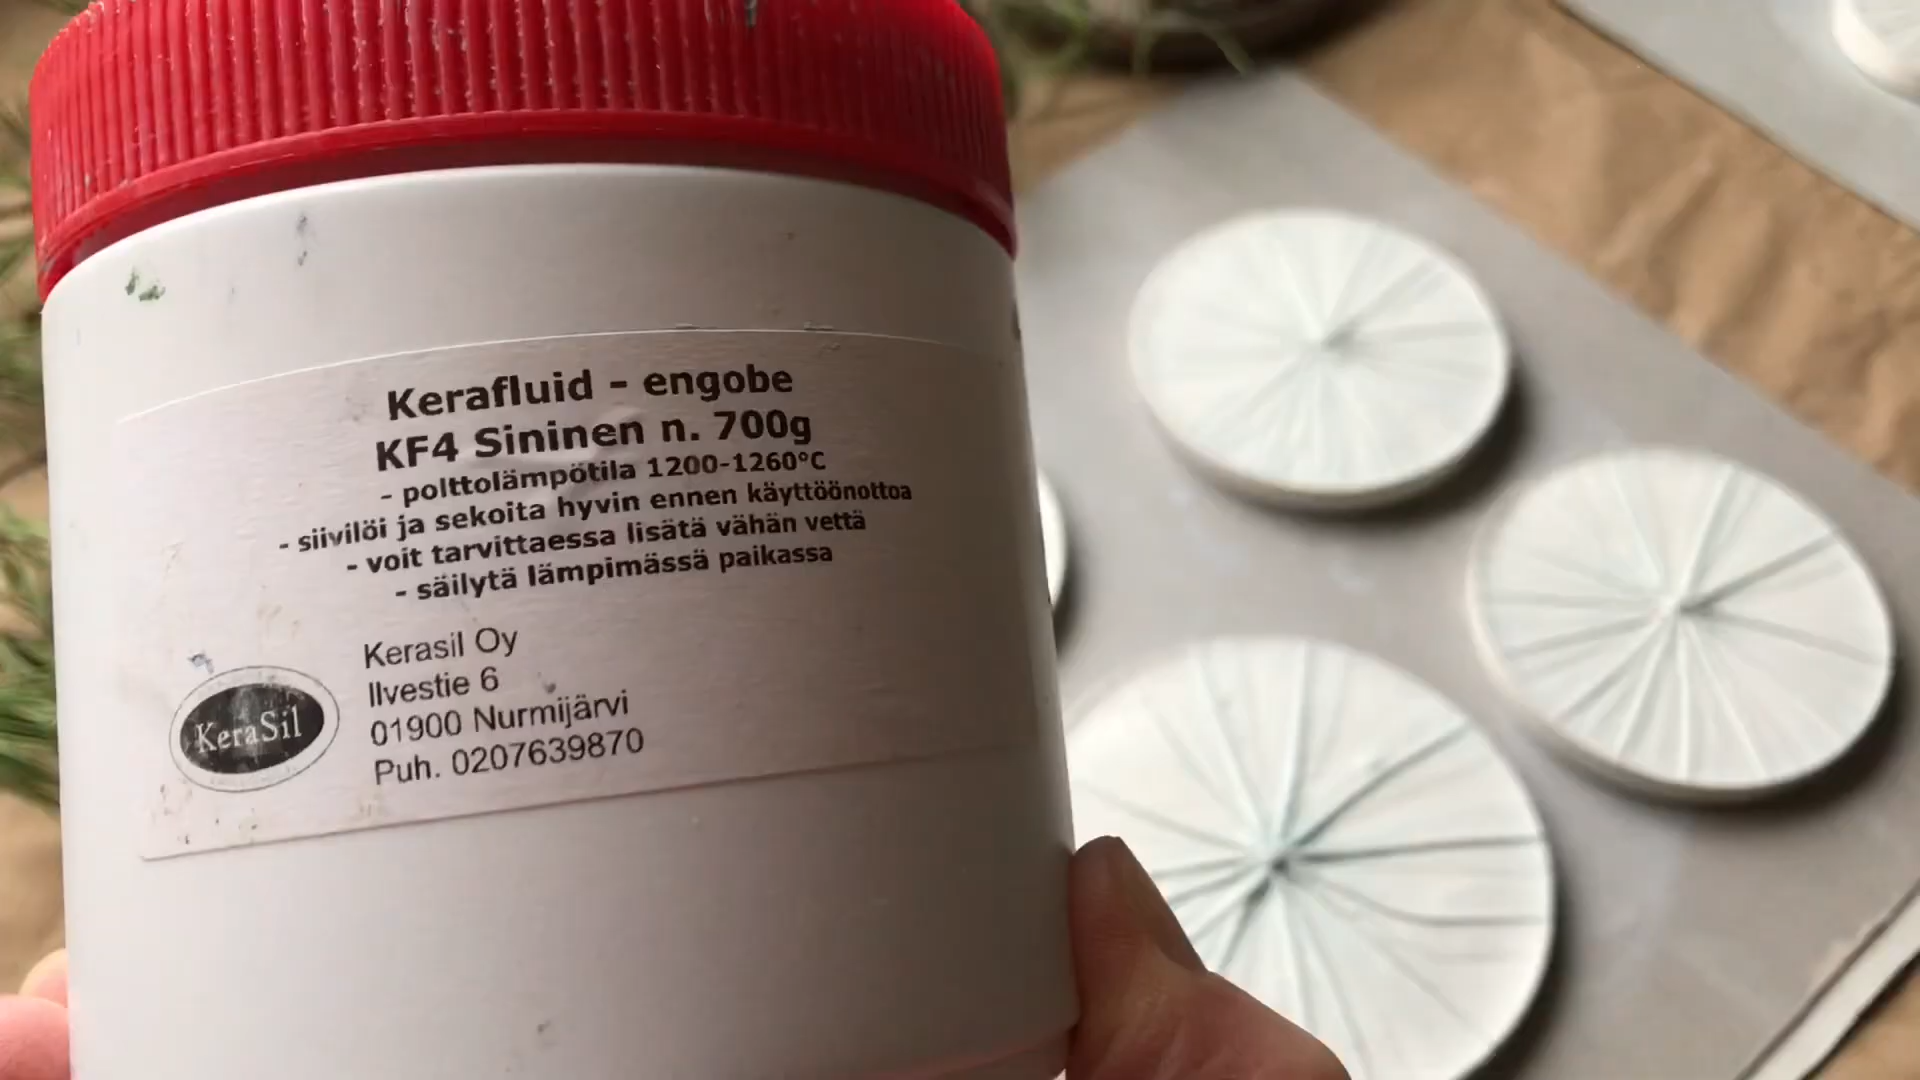 Kerafluid - engobe
KF4 Sininen n. 700g
- polttolämpötila 1200-1260°C
- siivilöi ja sekoita hyvin ennen käyttöönottoa
- voit tarvittaessa lisätä vähän vettä
- säilytä lämpimässä paikassa
Kerasil Oy
Ilvestie 6
01900 Nurmijärvi
Puh. 0207639870
KeraSil